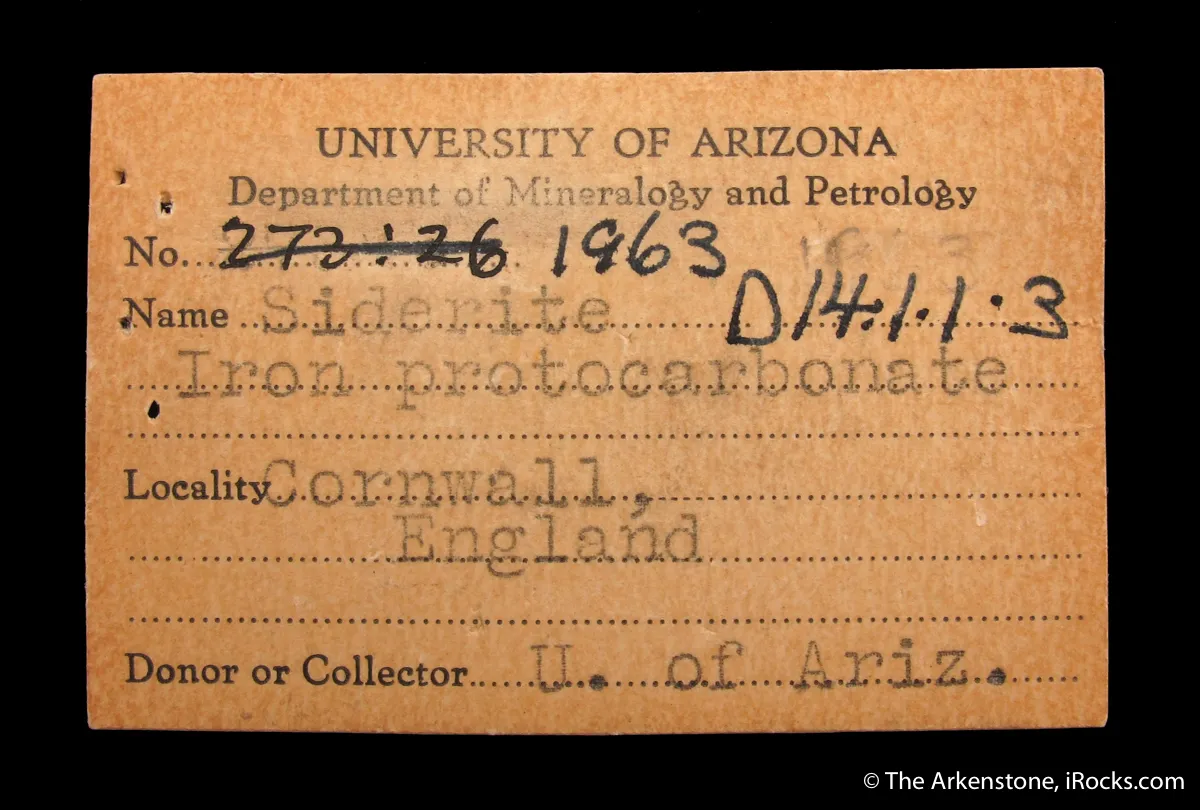 UNIVERSITY OF ARIZONA
Department of Mineralogy and Petrology
No. 272:26 1963
Name Siderite D14.1.1.3
Iron protocarbonate
Locality Cornwall,
England
Donor or Collector U. of Ariz.
© The Arkenstone, iRocks.com